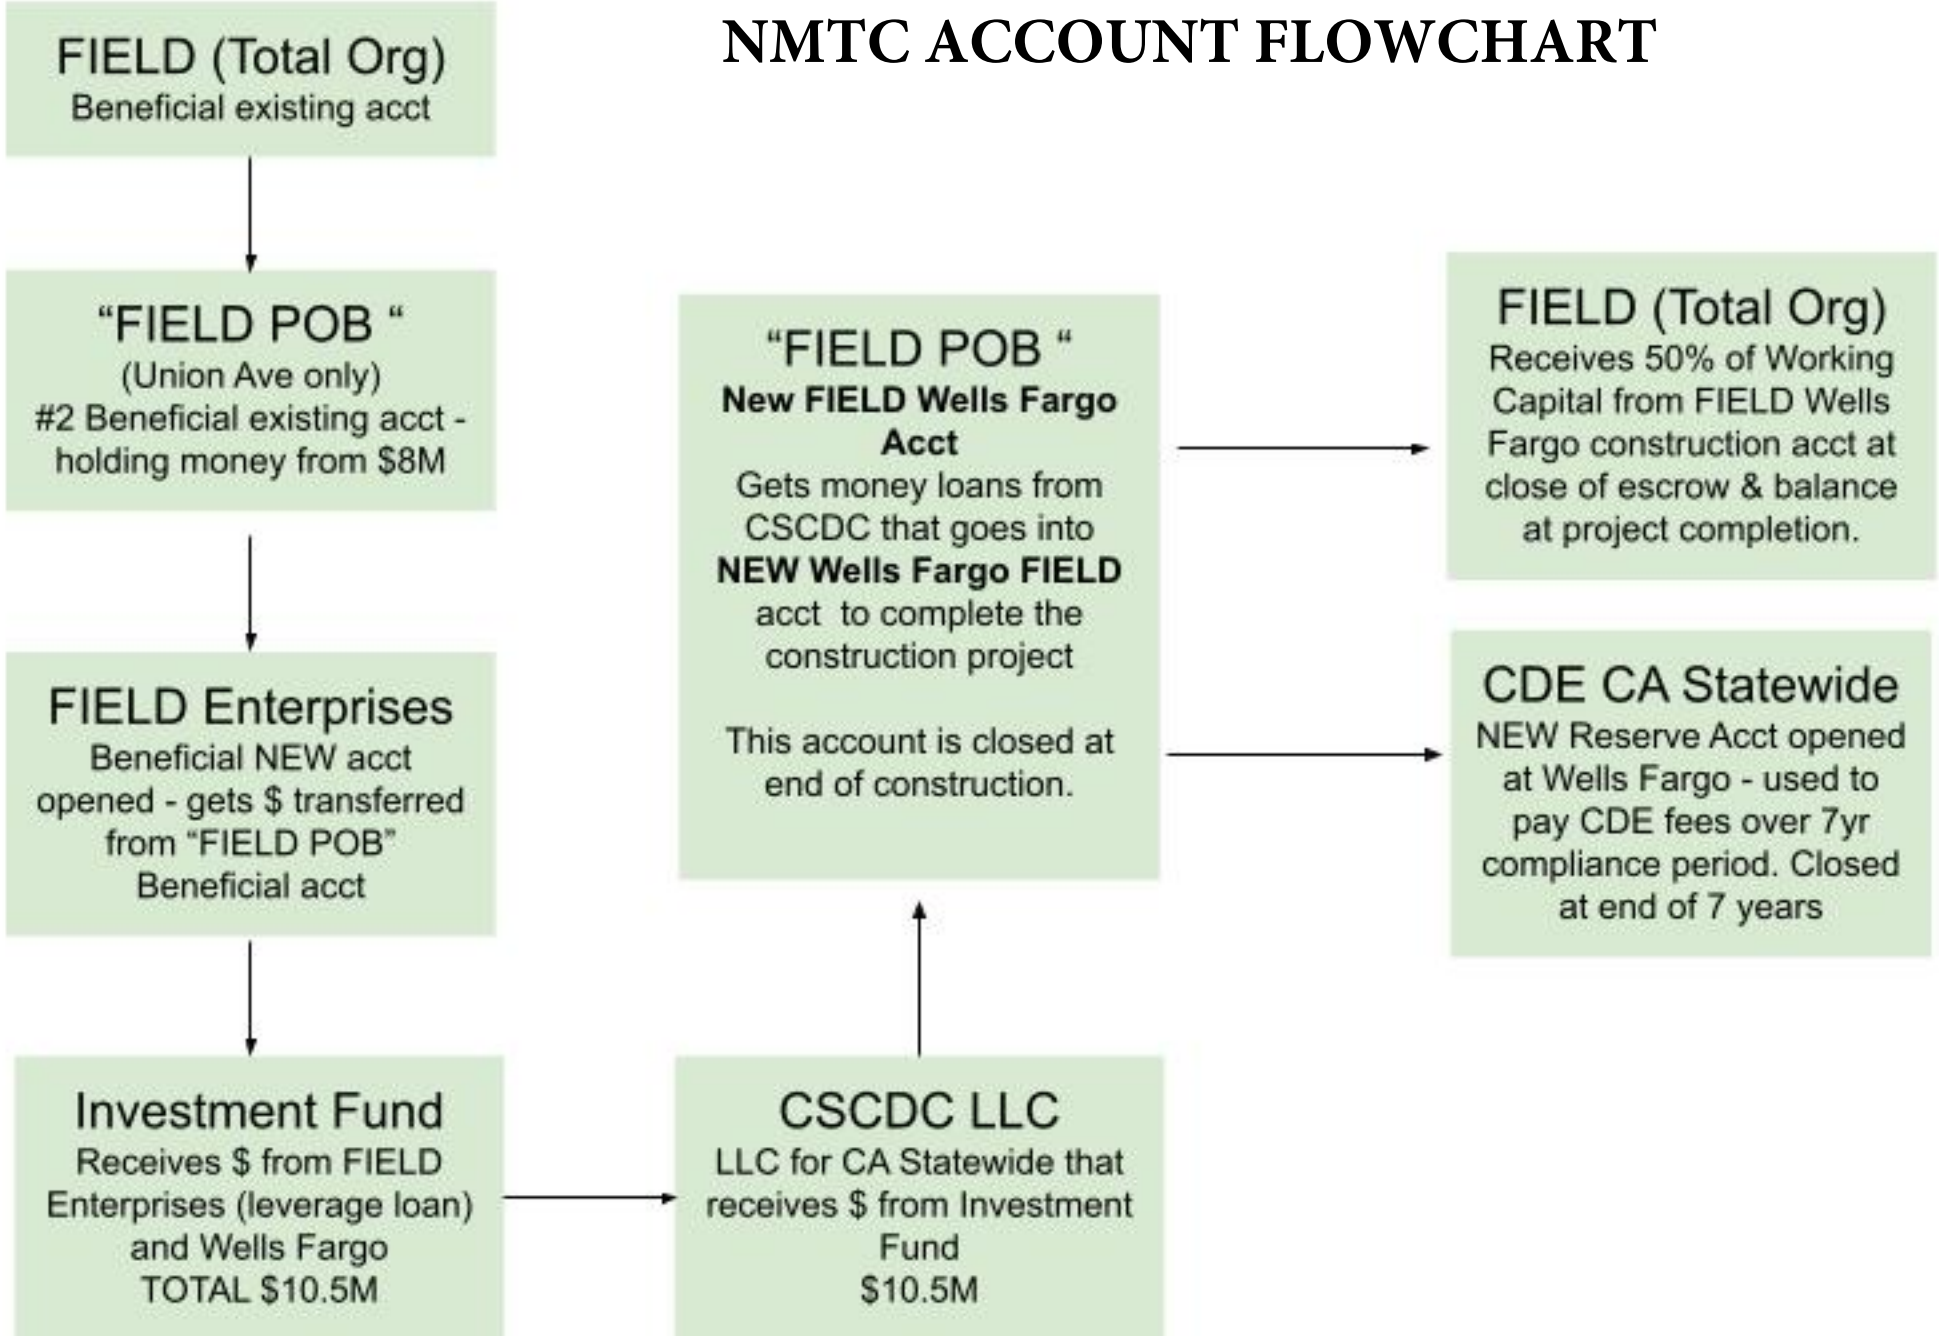 NMTC ACCOUNT FLOWCHART
FIELD (Total Org)
Beneficial existing acct
“FIELD POB “
(Union Ave only)
#2 Beneficial existing acct -
holding money from $8M
FIELD Enterprises
Beneficial NEW acct
opened - gets $ transferred
from “FIELD POB”
Beneficial acct
Investment Fund
Receives $ from FIELD
Enterprises (leverage loan)
and Wells Fargo
TOTAL $10.5M
CSCDC LLC
LLC for CA Statewide that
receives $ from Investment
Fund
$10.5M
“FIELD POB “
New FIELD Wells Fargo
Acct
Gets money loans from
CSCDC that goes into
NEW Wells Fargo FIELD
acct  to complete the
construction project
This account is closed at
end of construction.
FIELD (Total Org)
Receives 50% of Working
Capital from FIELD Wells
Fargo construction acct at
close of escrow & balance
at project completion.
CDE CA Statewide
NEW Reserve Acct opened
at Wells Fargo - used to
pay CDE fees over 7yr
compliance period. Closed
at end of 7 years